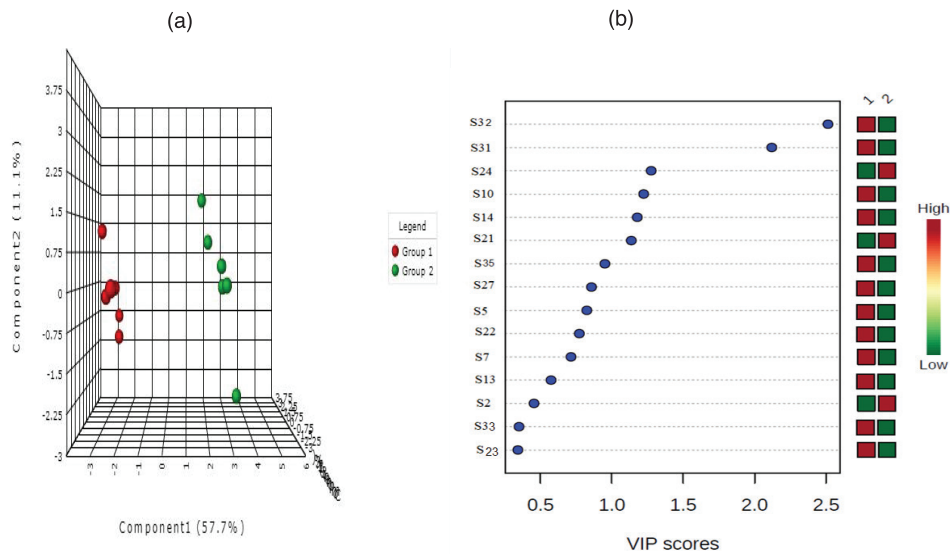 (a)
(b)
3.75
3
2.25
1.5
0.75
0
-0.75
-1.5
-2.25
-3
Component2 (11.1%)
-3
-2
-1
0
1
2
3
4
5
6
Component1 (57.7%)
3.75
Legend
Group 1
Group 2
1 2
S32
S31
S24
S10
S14
S21
S35
S27
S5
S22
S7
S13
S2
S33
S23
0.5 1.0 1.5 2.0 2.5
VIP scores
High
Low